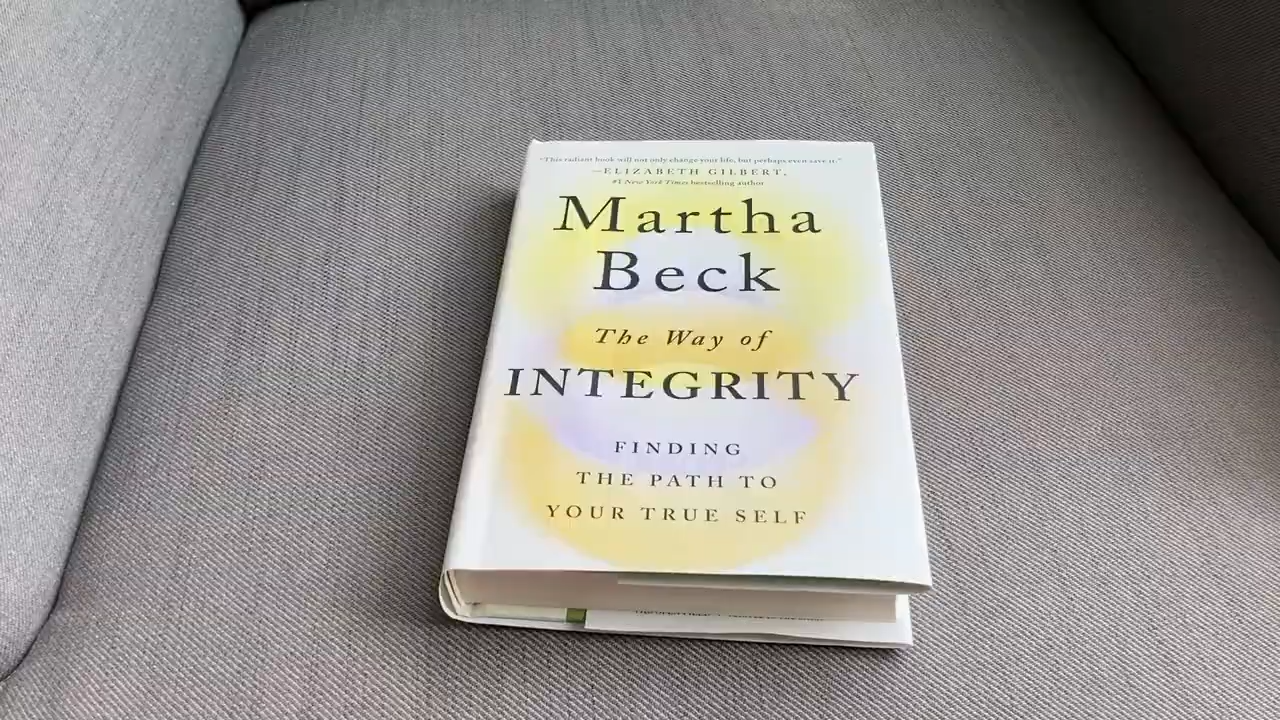 "This radiant book will not only change your life, but perhaps even save it."
—ELIZABETH GILBERT,
#1 New York Times bestselling author
Martha
Beck
The Way of
INTEGRITY
FINDING
THE PATH TO
YOUR TRUE SELF